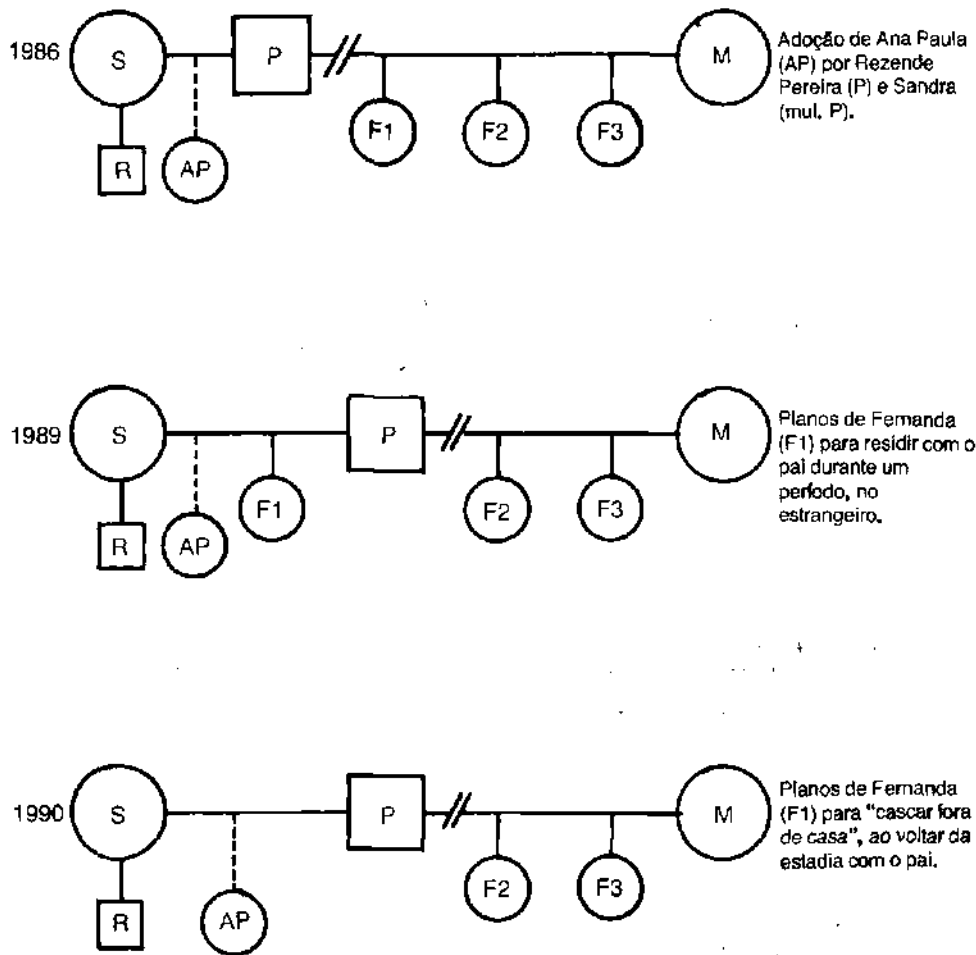 1986
S
P
M
R
AP
F1
F2
F3
Adoção de Ana Paula
(AP) por Rezende
Pereira (P) e Sandra
(mul. P).
1989
S
P
M
R
AP
F1
F2
F3
Planos de Fernanda
(F1) para residir com o
pai durante um
período, no
estrangeiro.
1990
S
P
M
R
AP
F2
F3
Planos de Fernanda
(F1) para "cascar fora
de casa", ao voltar da
estadia com o pai.